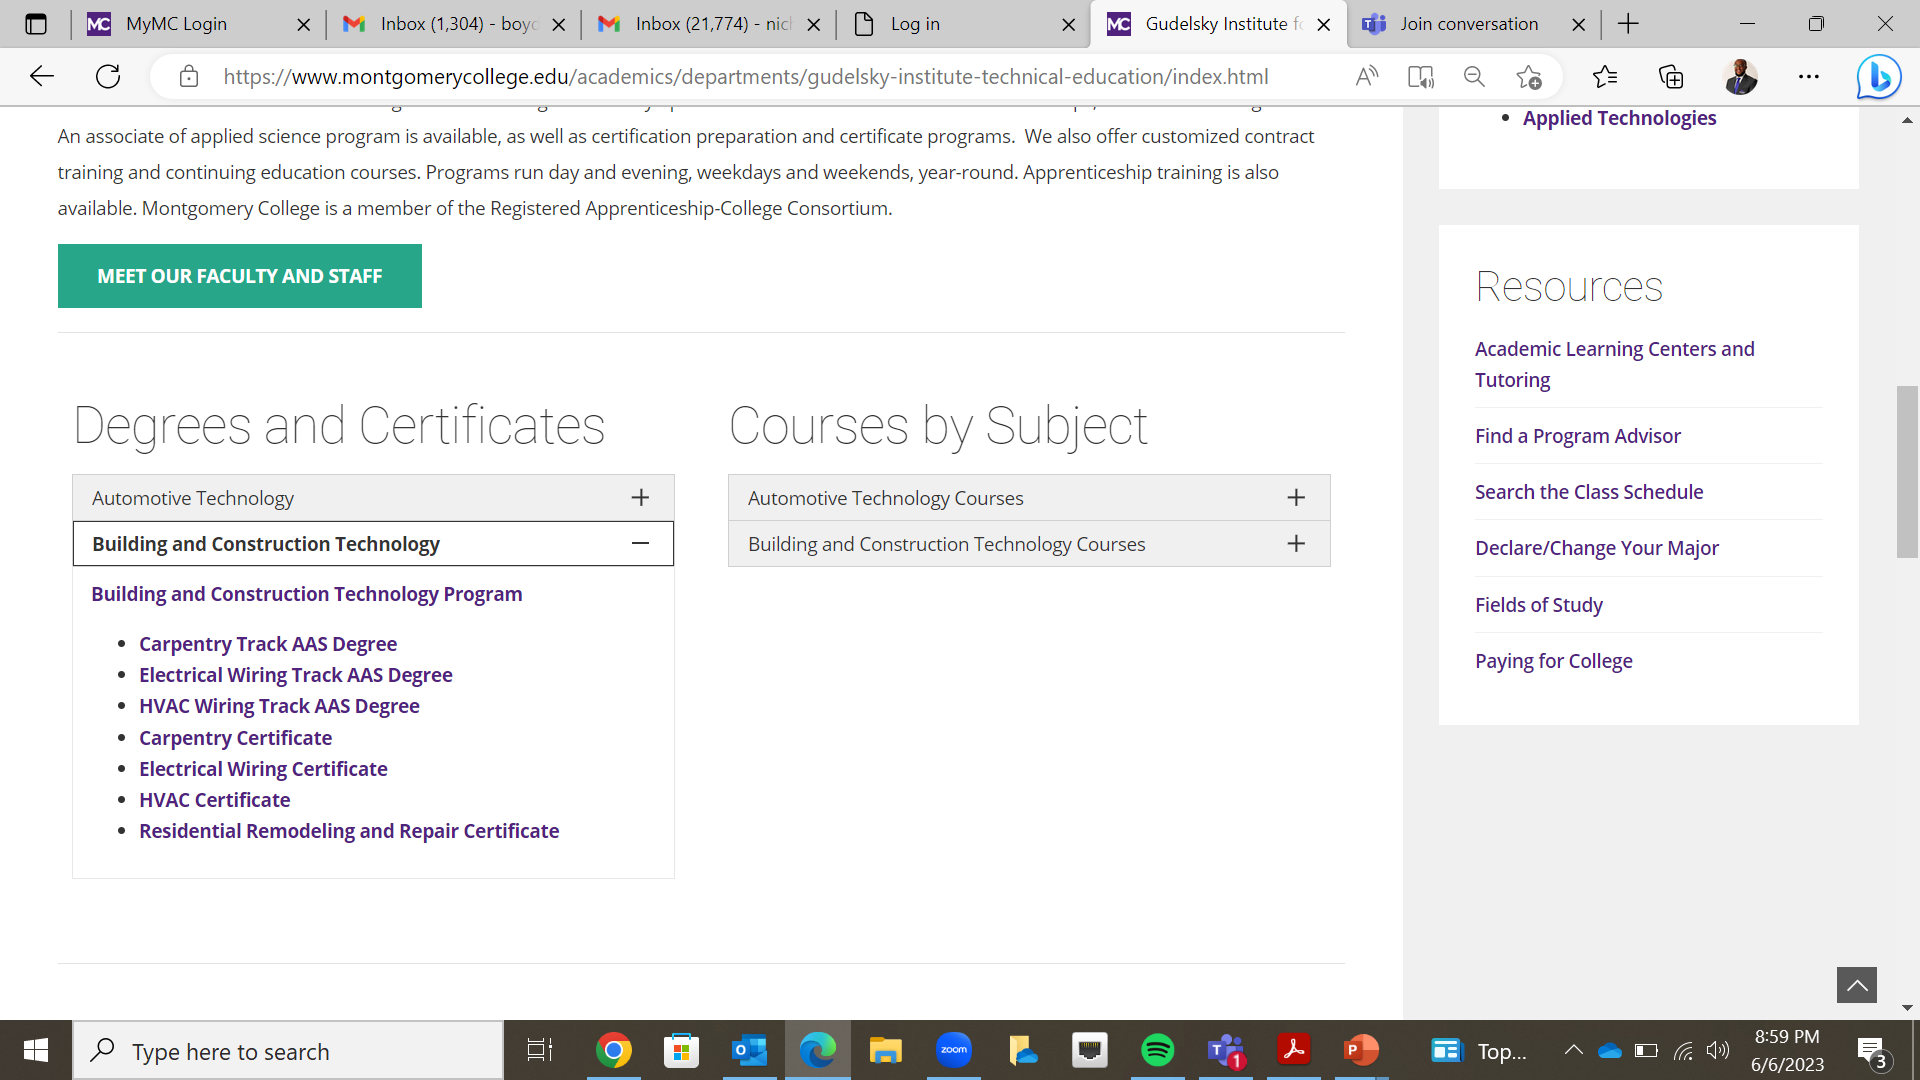 MyMC Login
Inbox (1,304) - boyd
Inbox (21,774) - nich
Log in
Gudelsky Institute fo
Join conversation
https://www.montgomerycollege.edu/academics/departments/gudelsky-institute-technical-education/index.html
An associate of applied science program is available, as well as certification preparation and certificate programs. We also offer customized contract
training and continuing education courses. Programs run day and evening, weekdays and weekends, year-round. Apprenticeship training is also
available. Montgomery College is a member of the Registered Apprenticeship-College Consortium.
MEET OUR FACULTY AND STAFF
Degrees and Certificates
Automotive Technology
Building and Construction Technology
Building and Construction Technology Program
Carpentry Track AAS Degree
Electrical Wiring Track AAS Degree
HVAC Wiring Track AAS Degree
Carpentry Certificate
Electrical Wiring Certificate
HVAC Certificate
Residential Remodeling and Repair Certificate
Courses by Subject
Automotive Technology Courses
Building and Construction Technology Courses
Applied Technologies
Resources
Academic Learning Centers and
Tutoring
Find a Program Advisor
Search the Class Schedule
Declare/Change Your Major
Fields of Study
Paying for College
Type here to search
zoom
1
Top...
8:59 PM
6/6/2023
3